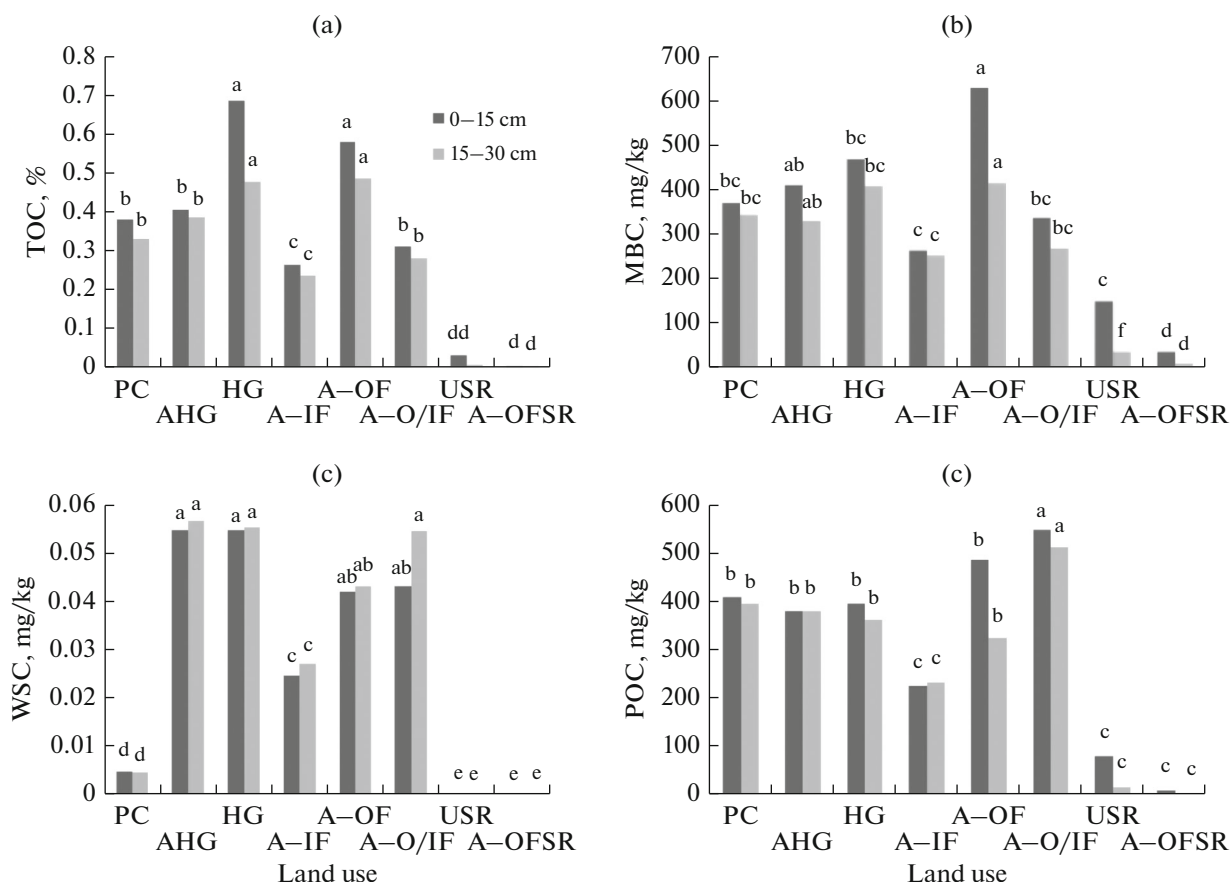 (a)
TOC, %
0.8
0.7
0.6
0.5
0.4
0.3
0.2
0.1
0
b b b b a a c c a a b b dd d d
0–15 cm
15–30 cm
PC HG A–OF USR
AHG A–IF A–O/IF A–OFSR
(b)
MBC, mg/kg
700
600
500
400
300
200
100
0
bc bc ab ab bc bc c c a a bc bc c f d d
PC HG A–OF USR
AHG A–IF A–O/IF A–OFSR
(c)
WSC, mg/kg
0.06
0.05
0.04
0.03
0.02
0.01
0
d d a a a a c c ab ab ab a e e e e
PC HG A–OF USR
AHG A–IF A–O/IF A–OFSR
Land use
(c)
POC, mg/kg
600
500
400
300
200
100
0
b b b b b b c c b b a a c c c c
PC HG A–OF USR
AHG A–IF A–O/IF A–OFSR
Land use